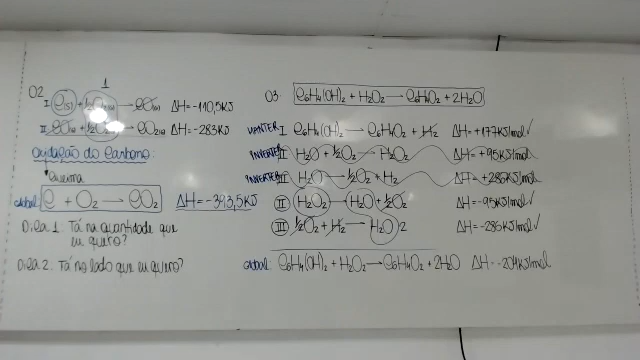 02.
1
I. C(s) + ½O₂(g) → CO(g) ΔH = -110,5KJ
II. CO(g) + ½O₂(g) → CO₂(g) ΔH = -283KJ
Oxidação do Carbono:
Queima
Global: C + O₂ → CO₂ ΔH = -393,5KJ
Dica 1: Tá na quantidade que
eu quero?
Dica 2: Tá no lado que eu quero?
03. C₆H₄(OH)₂ + H₂O₂ → C₆H₄O₂ + 2H₂O
MANTER I C₆H₄(OH)₂ → C₆H₄O₂ + H₂ ΔH = +177KJ/mol ✓
INVERTER II H₂O + ½O₂ → H₂O₂ ΔH = +95KJ/mol
INVERTER III H₂O → ½O₂ + H₂ ΔH = +286KJ/mol
II H₂O₂ → H₂O + ½O₂ ΔH = -95KJ/mol ✓
III ½O₂ + H₂ → H₂O ΔH = -286KJ/mol ✓
Global: C₆H₄(OH)₂ + H₂O₂ → C₆H₄O₂ + 2H₂O ΔH = -204KJ/mol